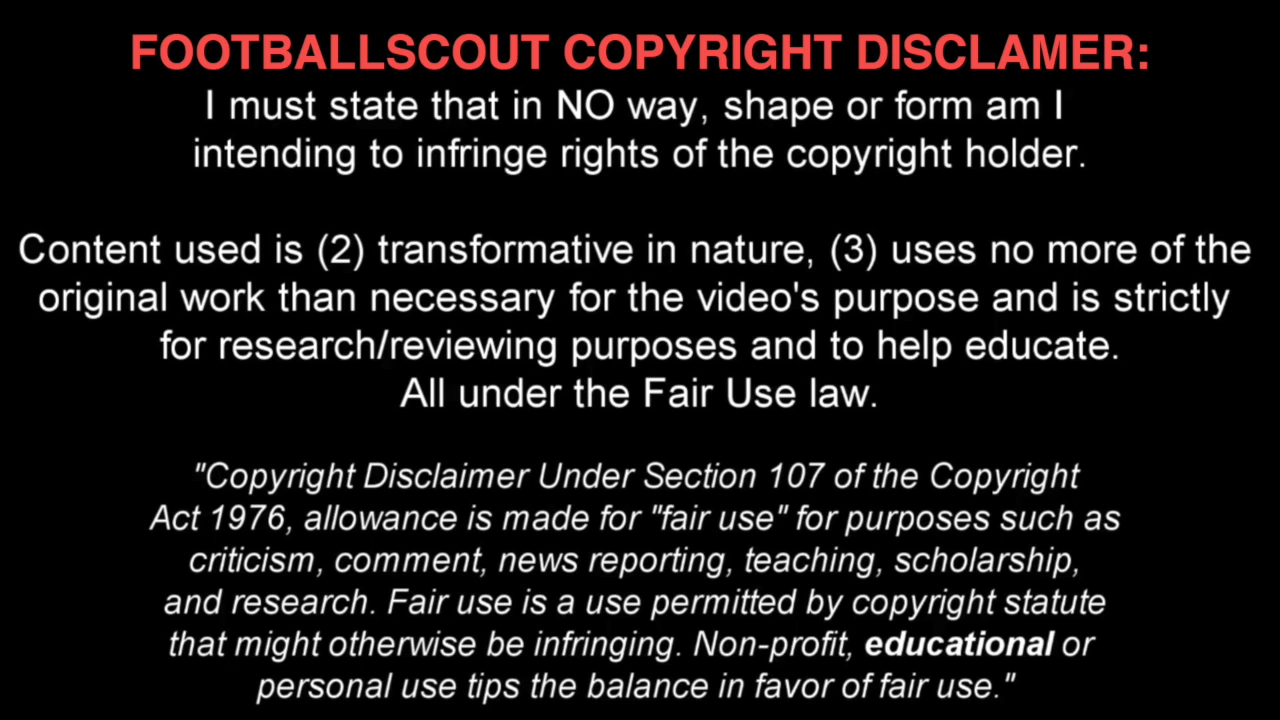 FOOTBALLSCOUT COPYRIGHT DISCLAMER:
I must state that in NO way, shape or form am I
intending to infringe rights of the copyright holder.
Content used is (2) transformative in nature, (3) uses no more of the
original work than necessary for the video's purpose and is strictly
for research/reviewing purposes and to help educate.
All under the Fair Use law.
"Copyright Disclaimer Under Section 107 of the Copyright
Act 1976, allowance is made for "fair use" for purposes such as
criticism, comment, news reporting, teaching, scholarship,
and research. Fair use is a use permitted by copyright statute
that might otherwise be infringing. Non-profit, educational or
personal use tips the balance in favor of fair use."